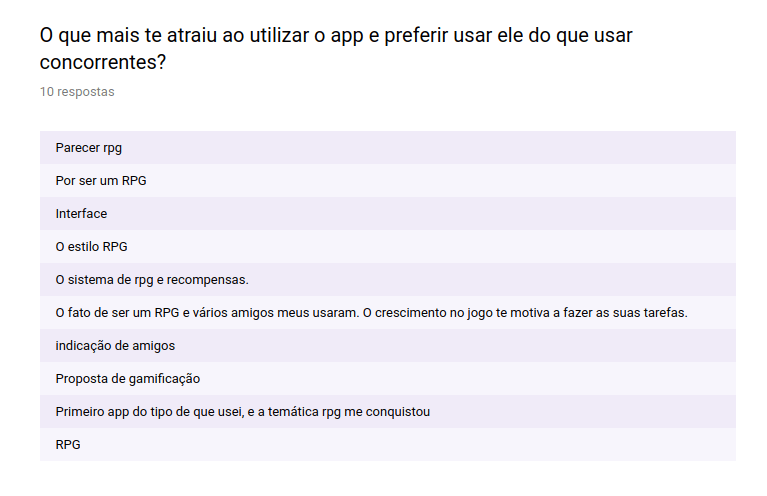 O que mais te atraiu ao utilizar o app e preferir usar ele do que usar
concorrentes?
10 respostas
Parecer rpg
Por ser um RPG
Interface
O estilo RPG
O sistema de rpg e recompensas.
O fato de ser um RPG e vários amigos meus usaram. O crescimento no jogo te motiva a fazer as suas tarefas.
indicação de amigos
Proposta de gamificação
Primeiro app do tipo de que usei, e a temática rpg me conquistou
RPG